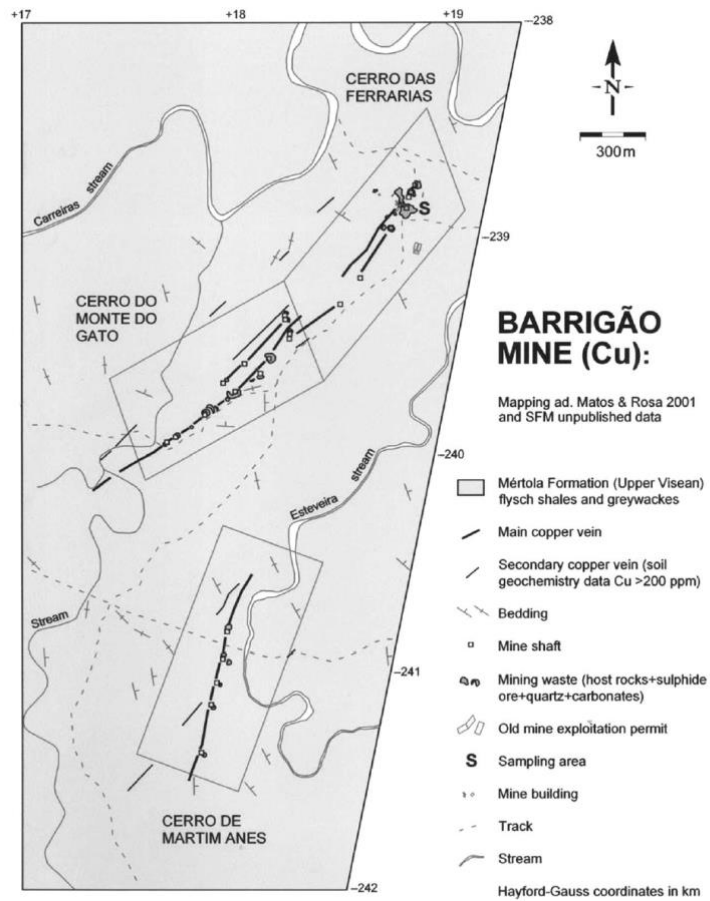 +17
+18
+19
–238
CERRO DAS
FERRARIAS
N
300m
Carreiras stream
S
–239
CERRO DO
MONTE DO
GATO
BARRIGÃO
MINE (Cu):
Mapping ad. Matos & Rosa 2001
and SFM unpublished data
–240
Esteveira stream
Mértola Formation (Upper Visean)
flysch shales and greywackes
Main copper vein
Secondary copper vein (soil
geochemistry data Cu >200 ppm)
Bedding
Stream
Mine shaft
–241
Mining waste (host rocks+sulphide
ore+quartz+carbonates)
Old mine exploitation permit
S Sampling area
Mine building
CERRO DE
MARTIM ANES
Track
Stream
–242
Hayford-Gauss coordinates in km